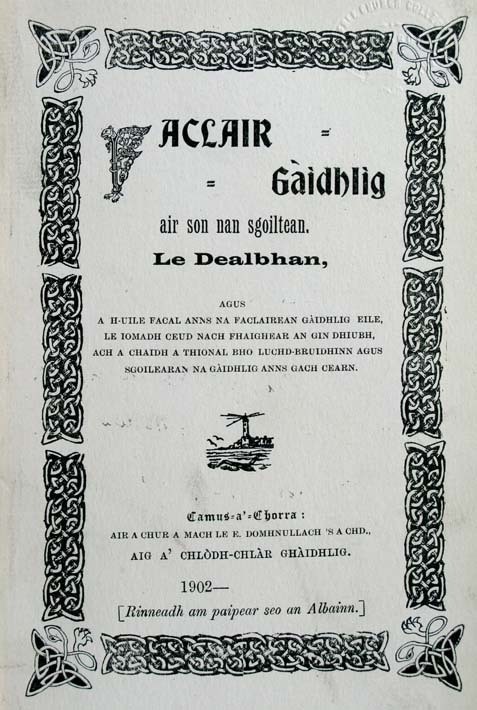 FACLAIR =
= Gàidhlig
air son nan sgoiltean.
Le Dealbhan,
AGUS
A H-UILE FACAL ANNS NA FACLAIREAN GÀIDHLIG EILE,
LE IOMADH CEUD NACH FHAIGHEAR AN GIN DHIUBH,
ACH A CHAIDH A THIONAL BHO LUCHD-BRUIDHINN AGUS
SGOILEARAN NA GÀIDHLIG ANNS GACH CEARN.
Camus=a'=Chorra :
AIR A CHUR A MACH LE E. DOMHNULLACH 'S A CHD.,
AIG A' CHLÒDH-CHLÀR GHÀIDHLIG.
1902—
[Rinneadh am paipear seo an Albainn.]